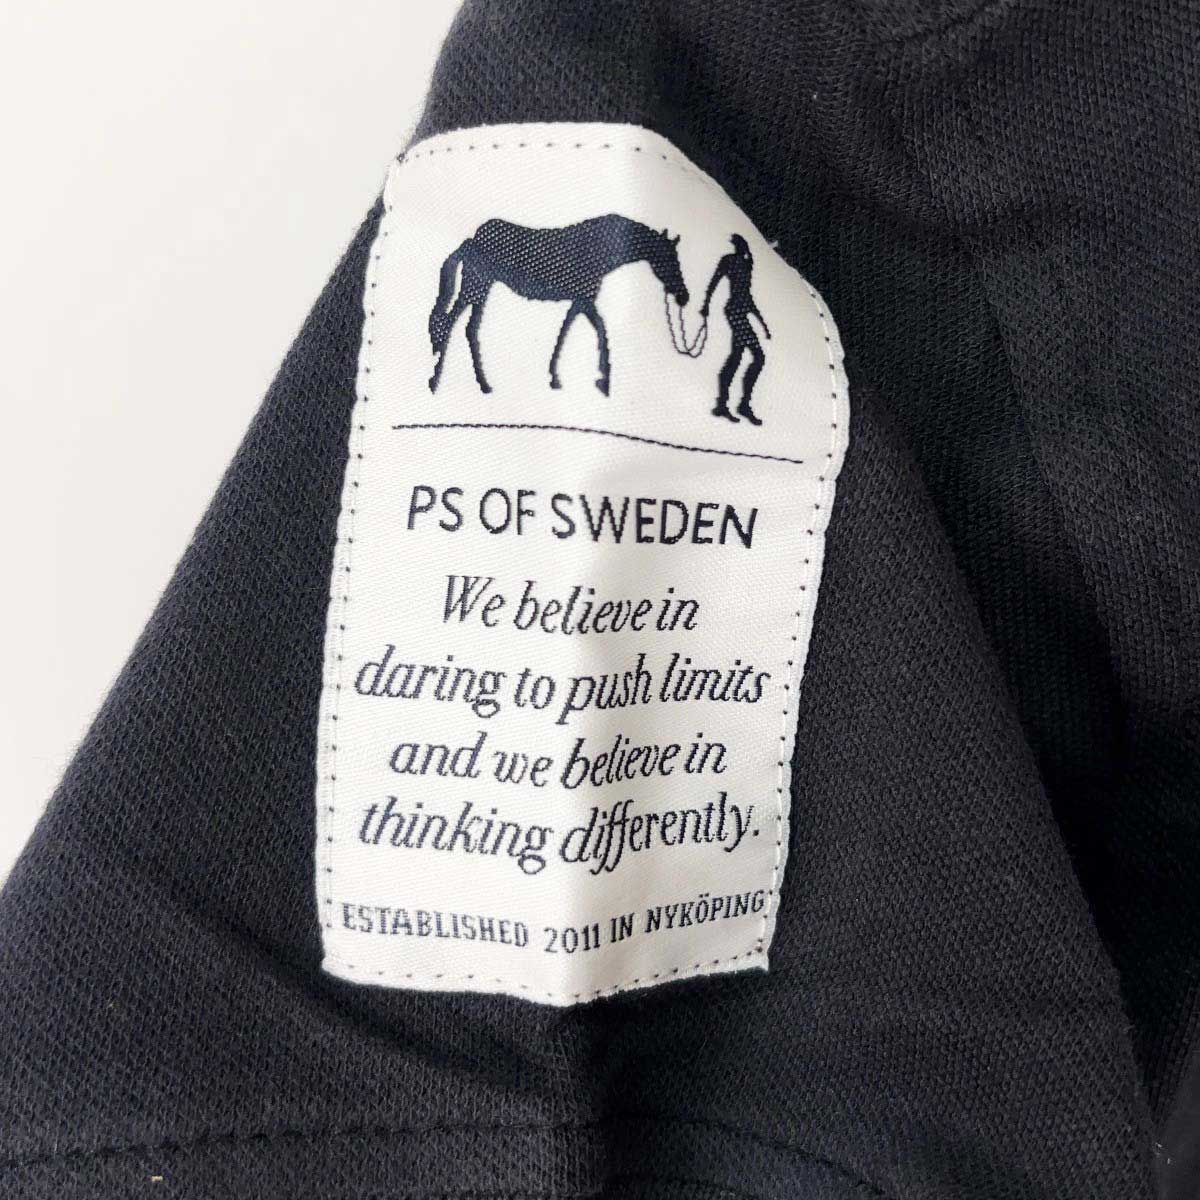 PS OF SWEDEN
We believe in
daring to push limits
and we believe in
thinking differently.
ESTABLISHED 2011 IN NYKÖPING